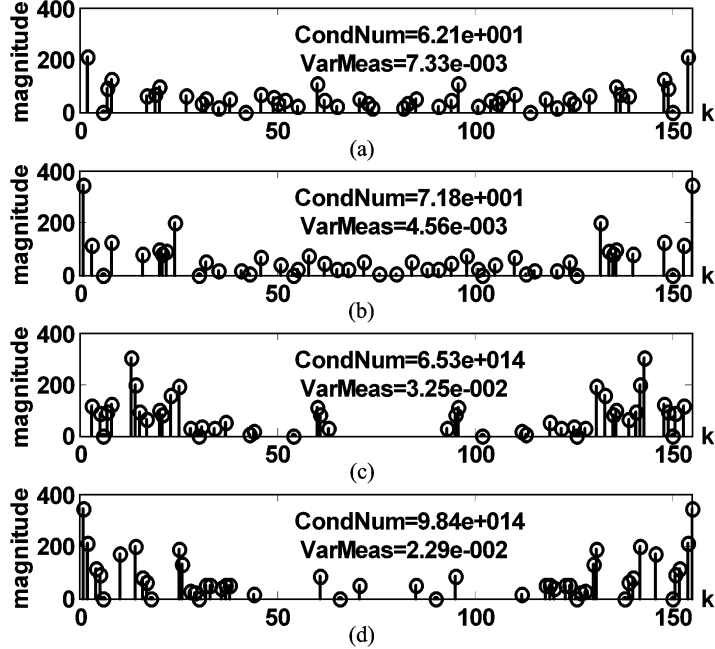 magnitude
400
200
0
CondNum=6.21e+001
VarMeas=7.33e-003
0
50
100
150
k
(a)
magnitude
400
200
0
CondNum=7.18e+001
VarMeas=4.56e-003
0
50
100
150
k
(b)
magnitude
400
200
0
CondNum=6.53e+014
VarMeas=3.25e-002
0
50
100
150
k
(c)
magnitude
400
200
0
CondNum=9.84e+014
VarMeas=2.29e-002
0
50
100
150
k
(d)